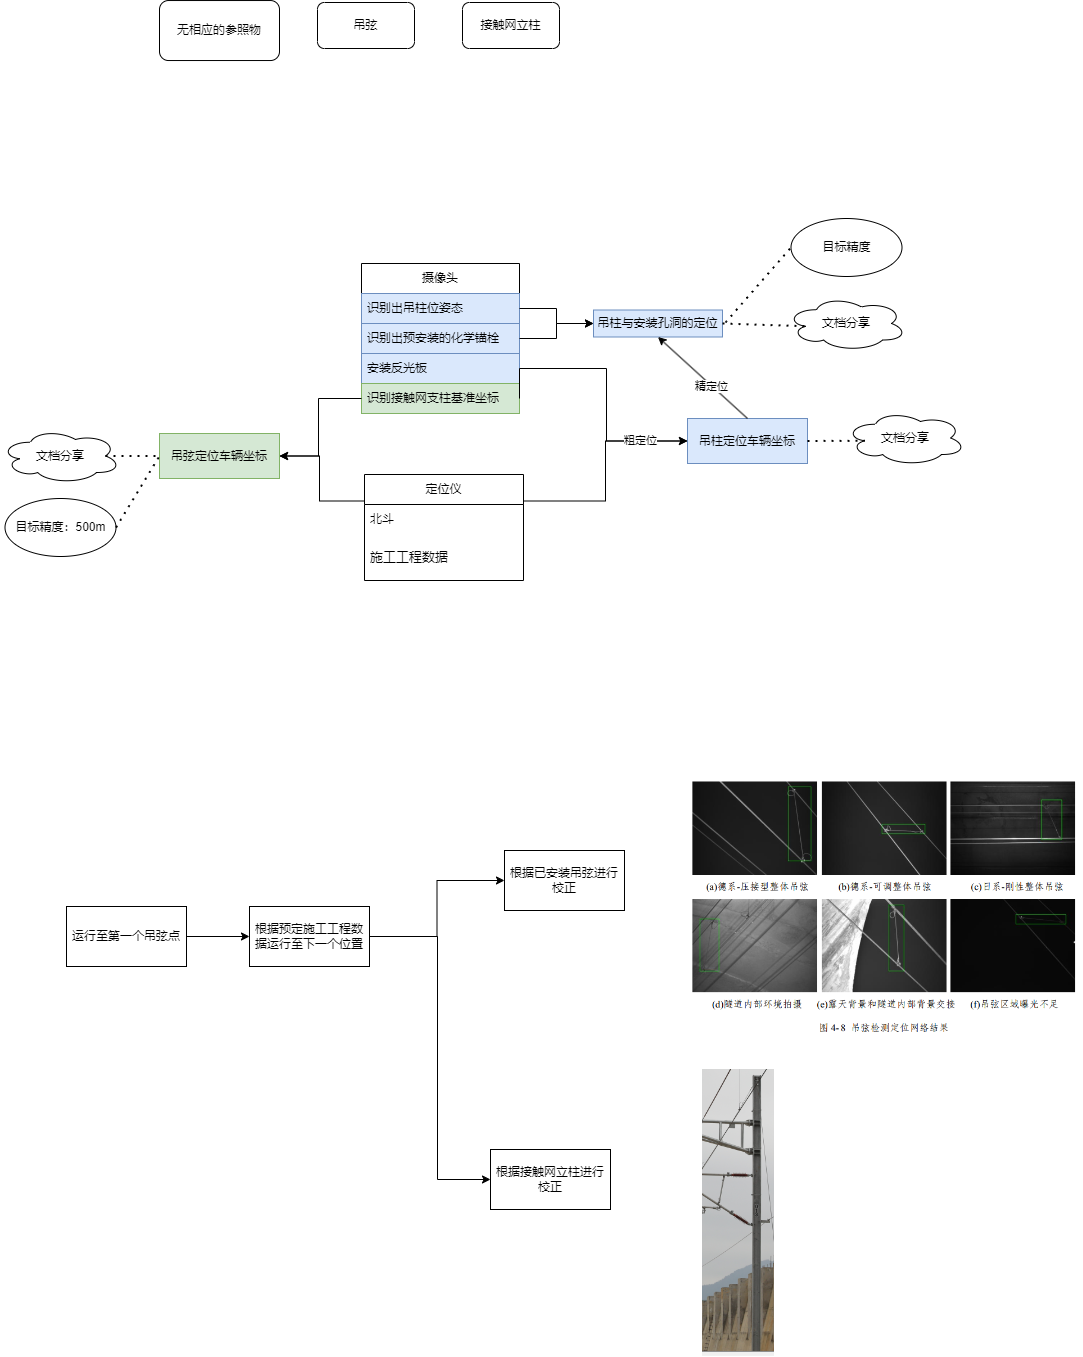 无相应的参照物
吊弦
接触网立柱
目标精度
摄像头
识别出吊柱位姿态
识别出预安装的化学锚栓
安装反光板
识别接触网支柱基准坐标
吊柱与安装孔洞的定位
文档分享
精定位
粗定位
吊柱定位车辆坐标
文档分享
文档分享
吊弦定位车辆坐标
目标精度：500m
定位仪
北斗
施工工程数据
运行至第一个吊弦点
根据预定施工工程数
据运行至下一个位置
根据已安装吊弦进行
校正
根据接触网立柱进行
校正
(a)德系-压接型整体吊弦
(b)德系-可调整体吊弦
(c)日系-刚性整体吊弦
(d)隧道内部环境拍摄
(e)露天背景和隧道内部背景交接
(f)吊弦区域曝光不足
图 4-8 吊弦检测定位网络结果